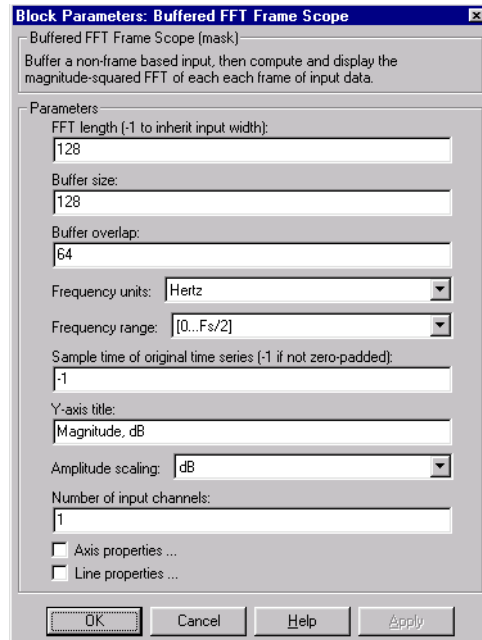 Block Parameters: Buffered FFT Frame Scope
Buffered FFT Frame Scope (mask)
Buffer a non-frame based input, then compute and display the
magnitude-squared FFT of each each frame of input data.
Parameters
FFT length (-1 to inherit input width):
128
Buffer size:
128
Buffer overlap:
64
Frequency units: Hertz
Frequency range: [0...Fs/2]
Sample time of original time series (-1 if not zero-padded):
-1
Y-axis title:
Magnitude, dB
Amplitude scaling: dB
Number of input channels:
1
Axis properties ...
Line properties ...
OK Cancel Help Apply